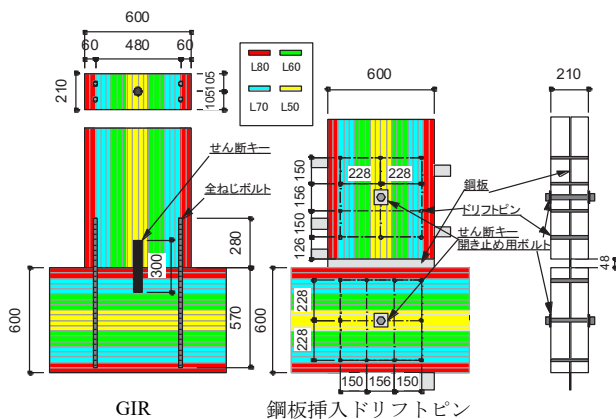 600
60 480 60
210
105
105
L80 L60
L70 L50
せん断キー
全ねじボルト
280
300
600
570
GIR
600
210
150
228 228
156
150
126
鋼板
ドリフトピン
せん断キー
開き止め用ボルト
48
600
228
228
150 156 150
鋼板挿入ドリフトピン